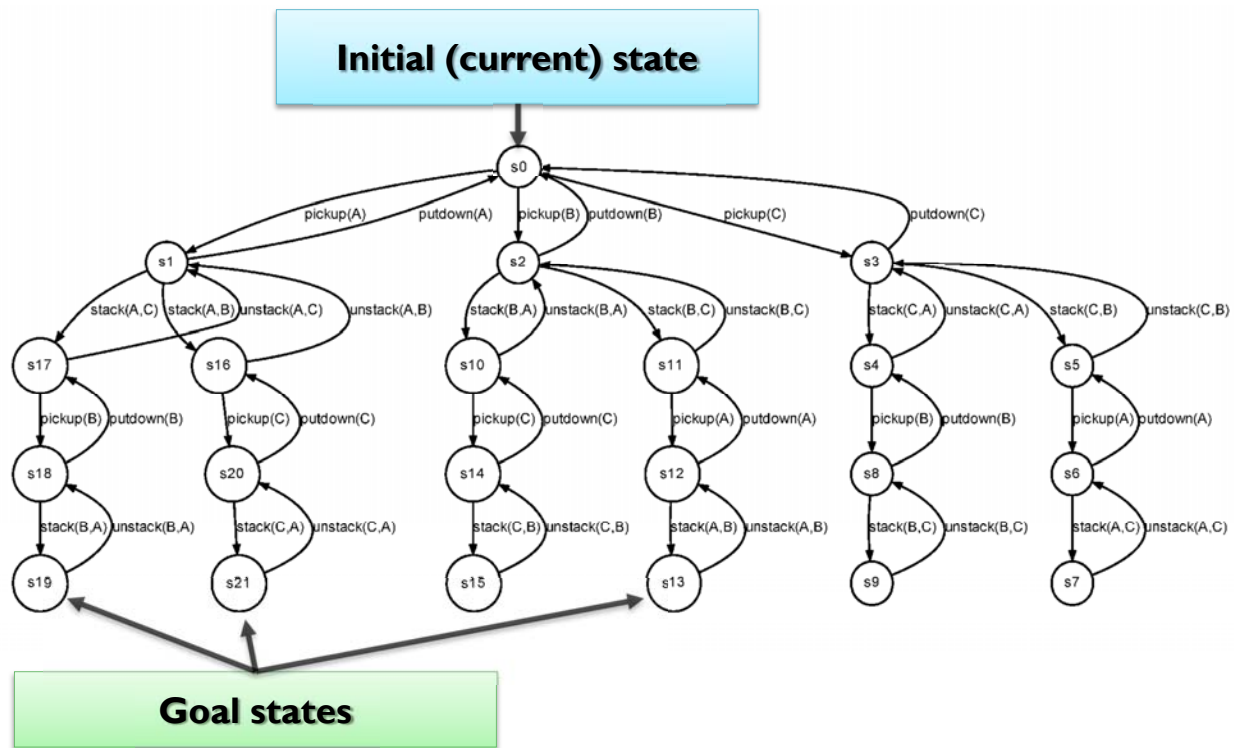 Initial (current) state
s0
pickup(A) putdown(A) pickup(B) putdown(B) pickup(C) putdown(C)
s1 s2 s3
stack(A,C) stack(A,B) unstack(A,C) unstack(A,B) stack(B,A) unstack(B,A) stack(B,C) unstack(B,C) stack(C,A) unstack(C,A) stack(C,B) unstack(C,B)
s17 s16 s10 s11 s4 s5
pickup(B) putdown(B) pickup(C) putdown(C) pickup(C) putdown(C) pickup(A) putdown(A) pickup(B) putdown(B) pickup(A) putdown(A)
s18 s20 s14 s12 s8 s6
stack(B,A) unstack(B,A) stack(C,A) unstack(C,A) stack(C,B) unstack(C,B) stack(A,B) unstack(A,B) stack(B,C) unstack(B,C) stack(A,C) unstack(A,C)
s19 s21 s15 s13 s9 s7
Goal states